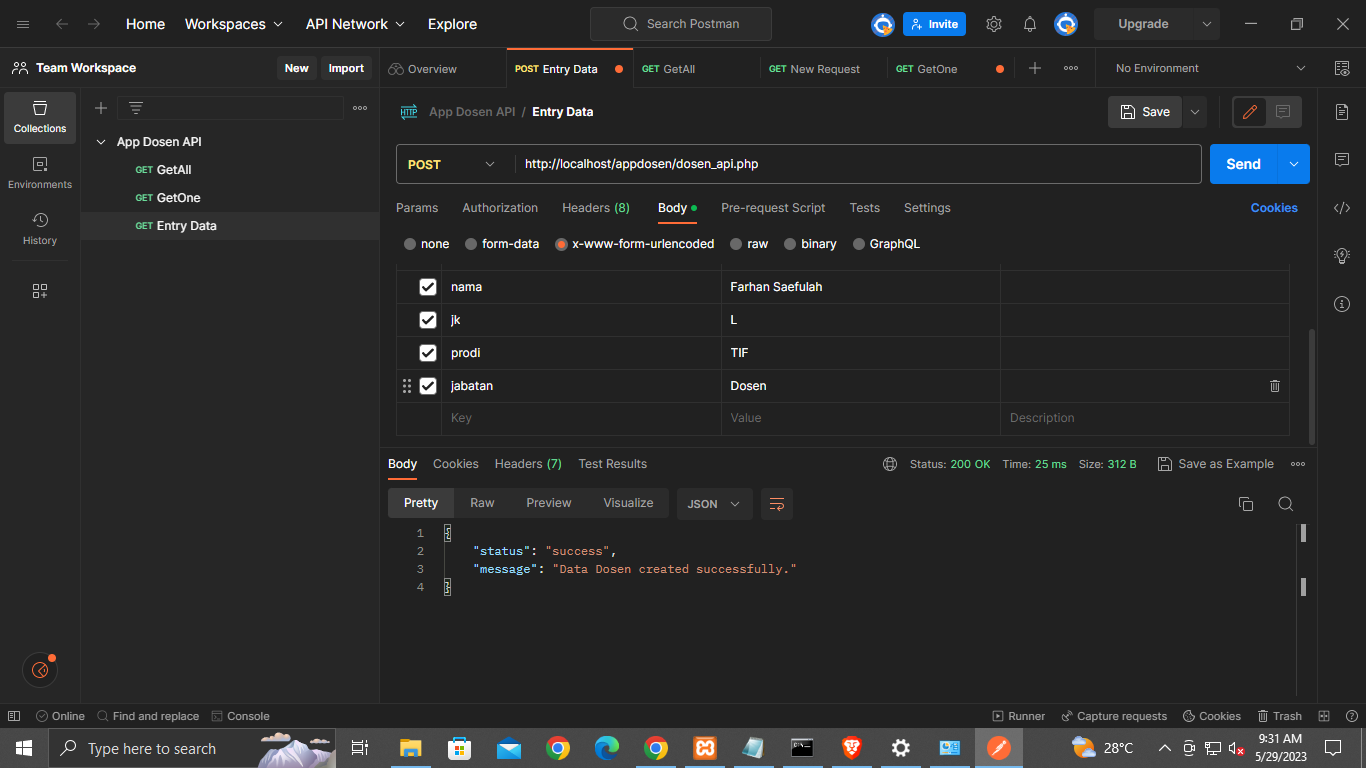 Home Workspaces API Network Explore Search Postman Invite Upgrade
Team Workspace New Import Overview POST Entry Data GET GetAll GET New Request GET GetOne No Environment
Collections
Environments
History
App Dosen API
GET GetAll
GET GetOne
GET Entry Data
HTTP App Dosen API / Entry Data Save
POST http://localhost/appdosen/dosen_api.php Send
Params Authorization Headers (8) Body Pre-request Script Tests Settings Cookies
none form-data x-www-form-urlencoded raw binary GraphQL
nama Farhan Saefulah
jk L
prodi TIF
jabatan Dosen
Key Value Description
Body Cookies Headers (7) Test Results Status: 200 OK Time: 25 ms Size: 312 B Save as Example
Pretty Raw Preview Visualize JSON
1 {
2 "status": "success",
3 "message": "Data Dosen created successfully."
4 }
Online Find and replace Console Runner Capture requests Cookies Trash
Type here to search 28°C 9:31 AM
5/29/2023